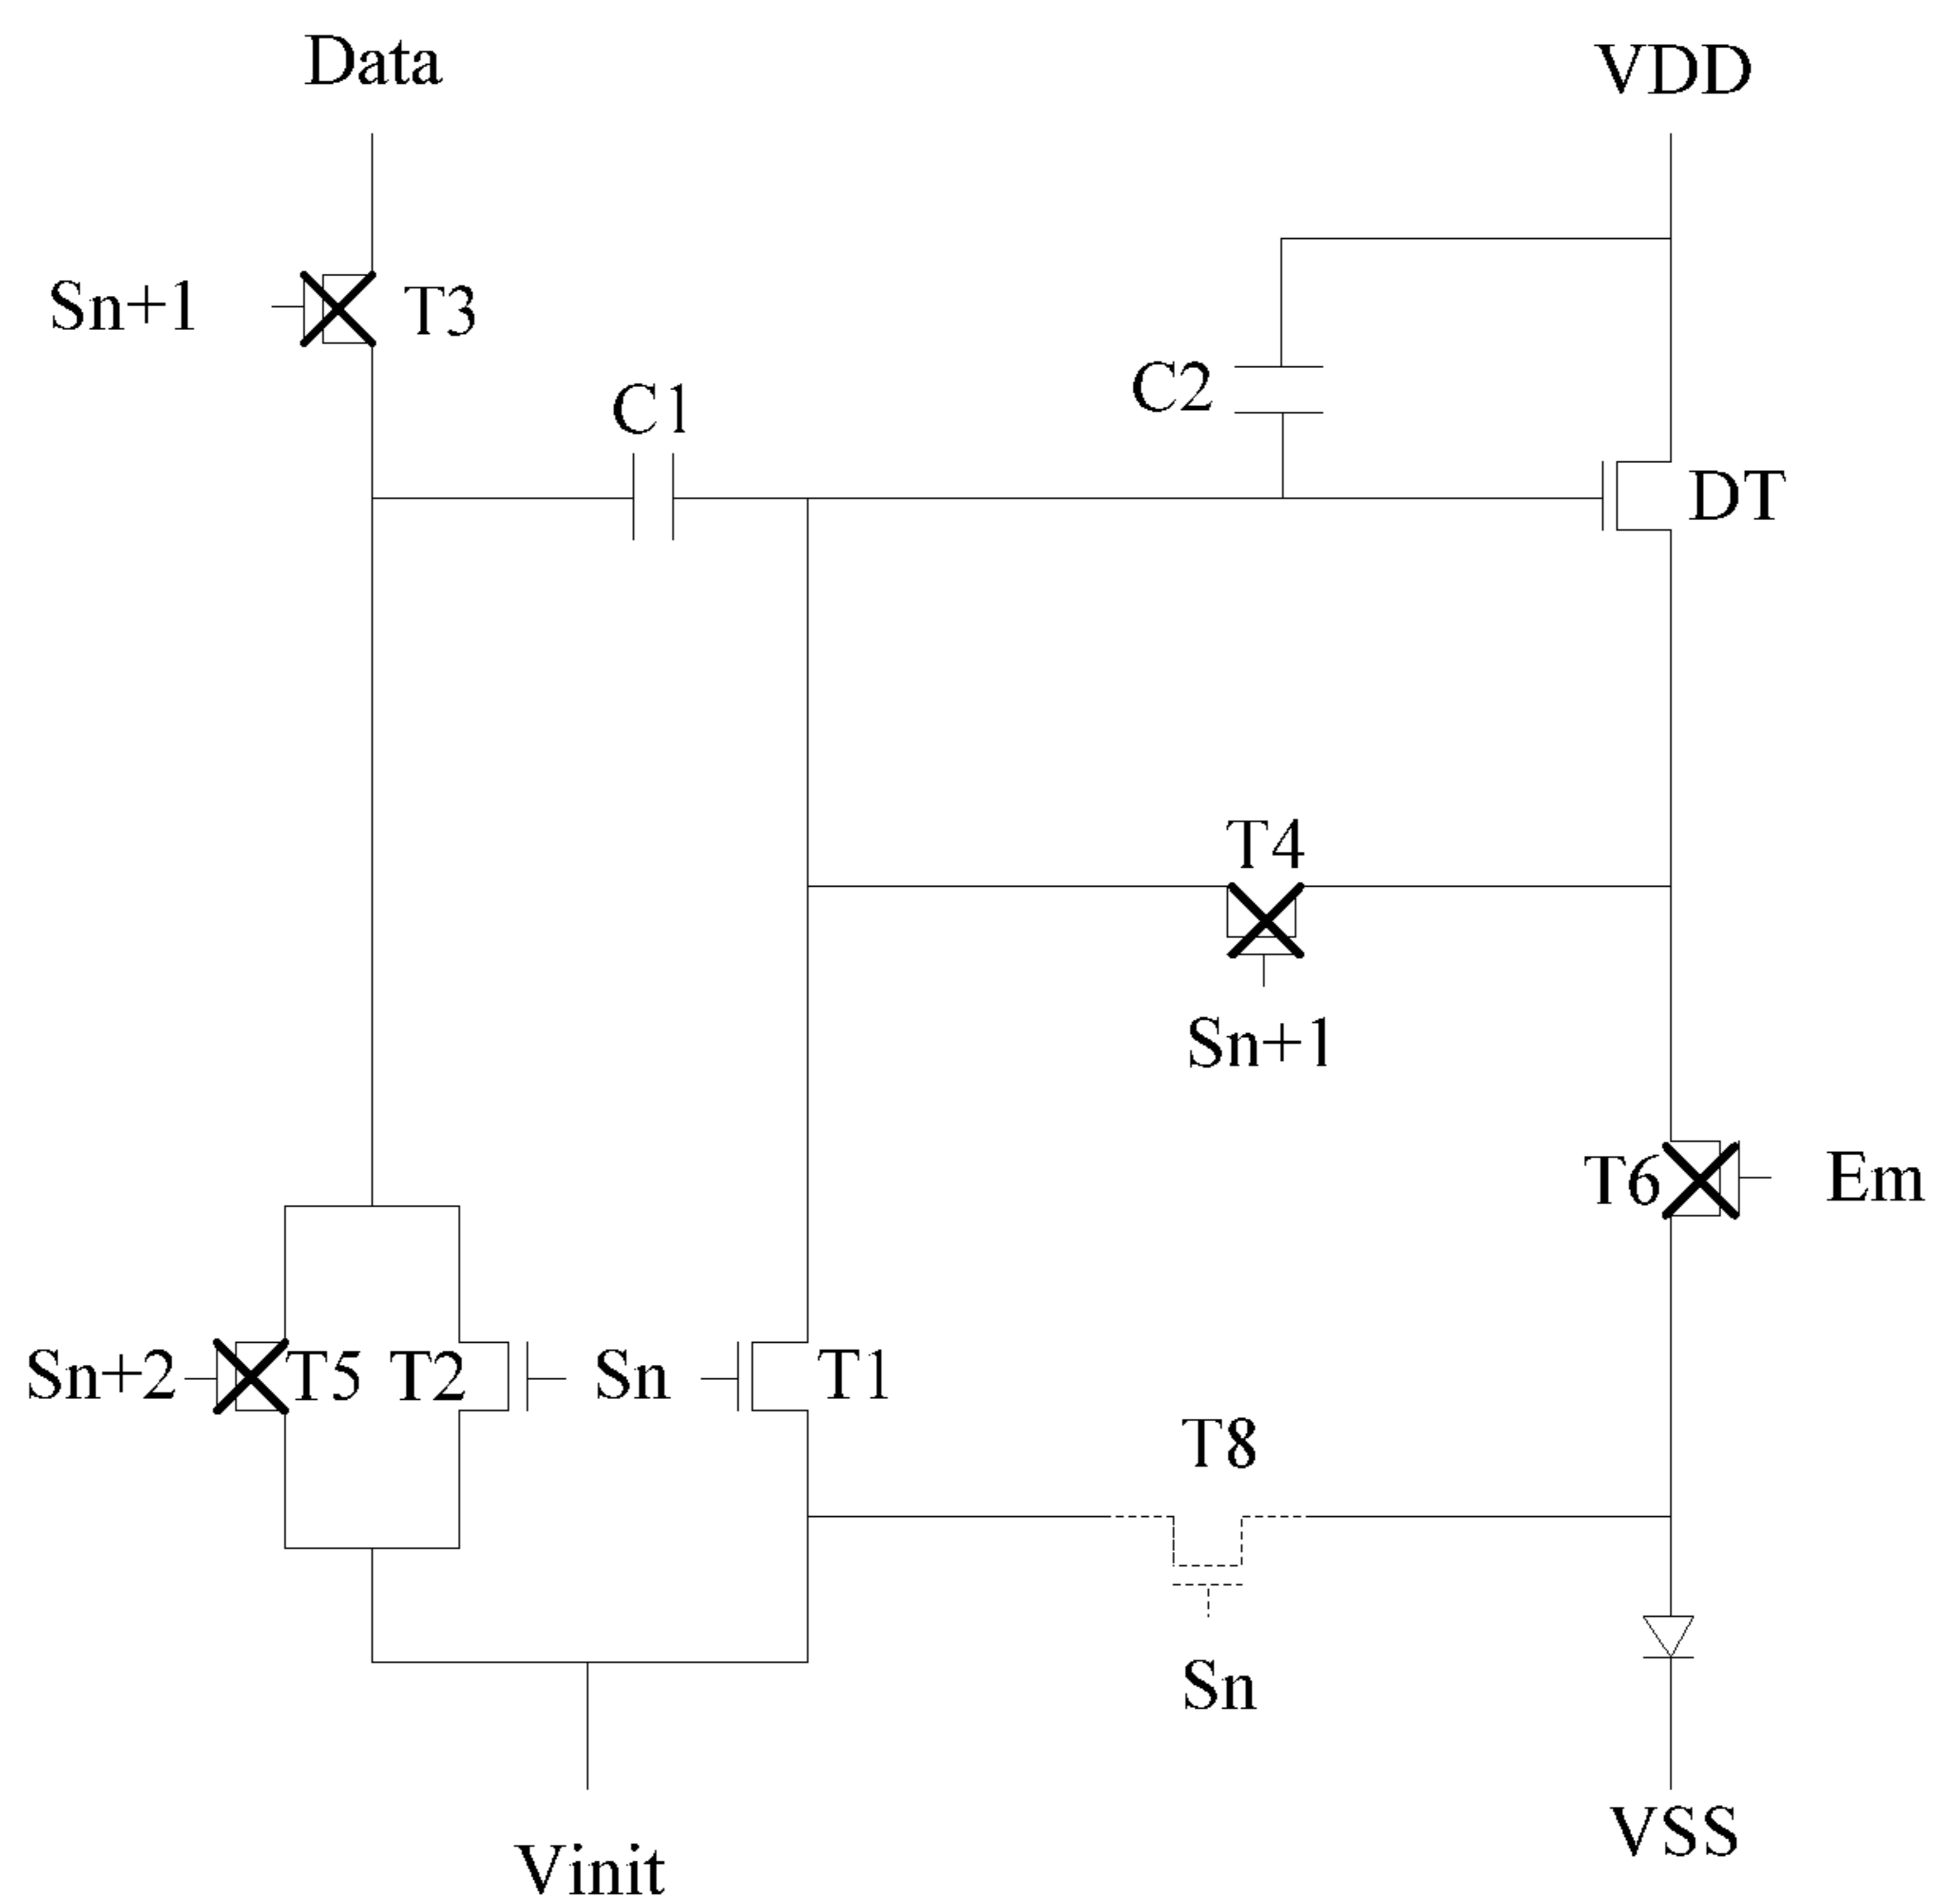 Data
VDD
Sn+1
T3
C1
C2
DT
T4
Sn+1
T6
Em
Sn+2
T5
T2
Sn
T1
T8
Sn
Vinit
VSS